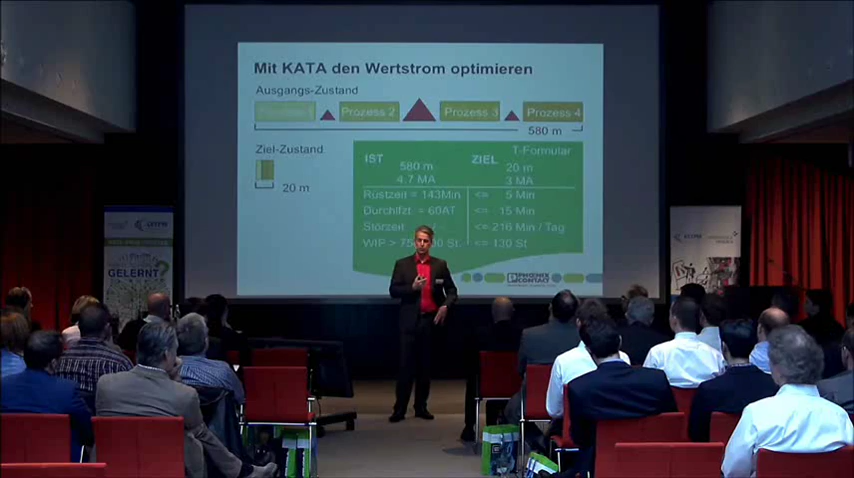 Mit KATA den Wertstrom optimieren
Ausgangs-Zustand
Prozess 2
Prozess 3
Prozess 4
580 m
Ziel-Zustand
20 m
T-Formular
IST
ZIEL
580 m
20 m
4.7 MA
3 MA
Rüstzeit = 143Min
<= 5 Min
Durchlfzt = 60AT
<= 15 Min
Störzeit
<= 216 Min / Tag
WIP >
St
<= 130 St
PHOENIX
CONTACT
GELERNT